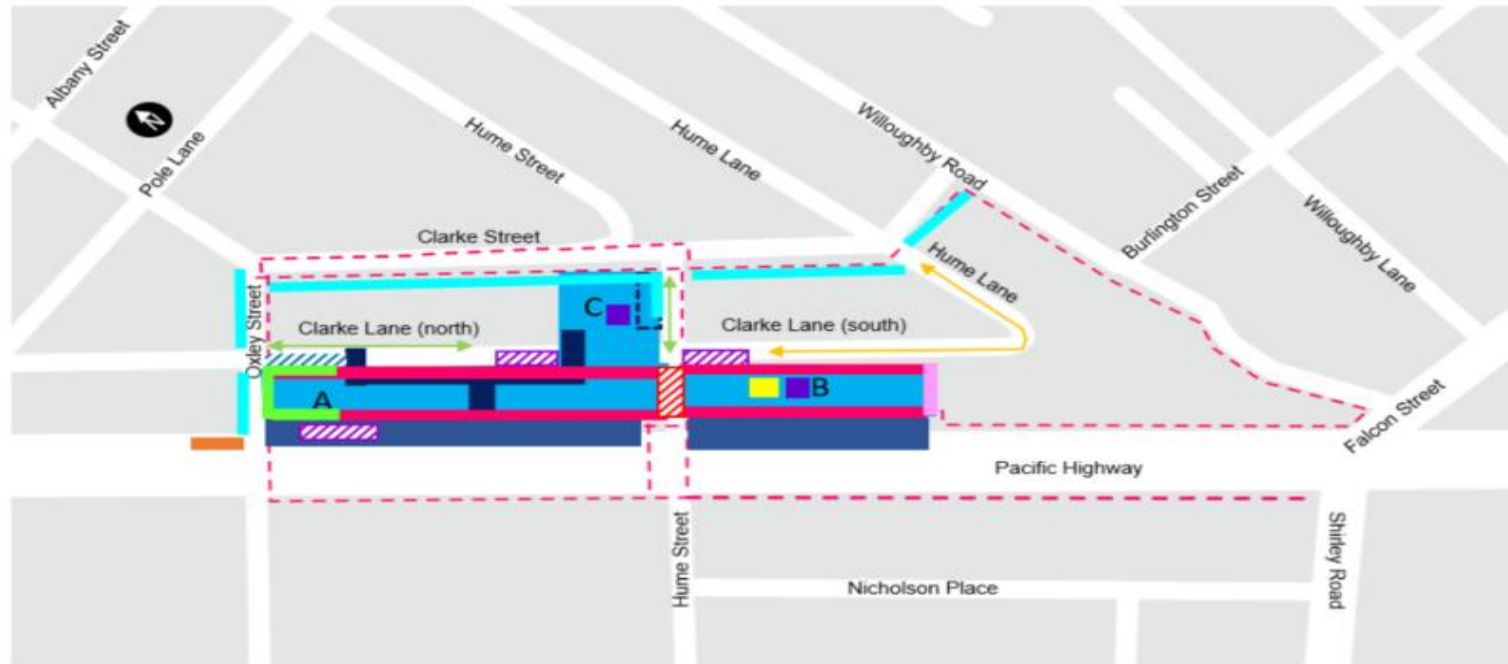 Albany Street
N
Pole Lane
Hume Street
Hume Lane
Willoughby Road
Burlington Street
Willoughby Lane
Clarke Street
Hume Lane
Oxley Street
C
Clarke Lane (north)
Clarke Lane (south)
A
B
Falcon Street
Pacific Highway
Hume Street
Shirley Road
Nicholson Place